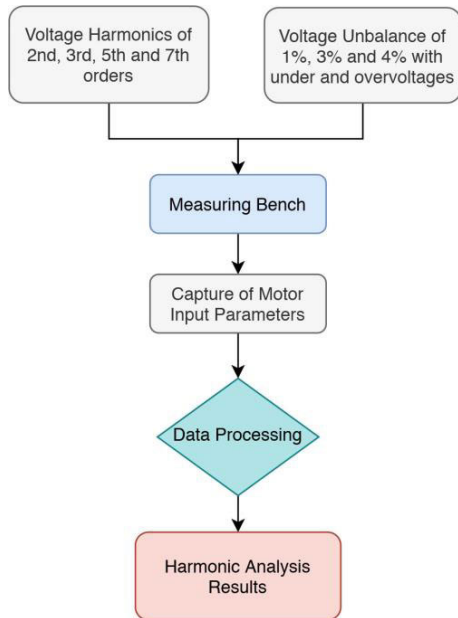 Voltage Harmonics of
2nd, 3rd, 5th and 7th
orders
Voltage Unbalance of
1%, 3% and 4% with
under and overvoltages
Measuring Bench
Capture of Motor
Input Parameters
Data Processing
Harmonic Analysis
Results